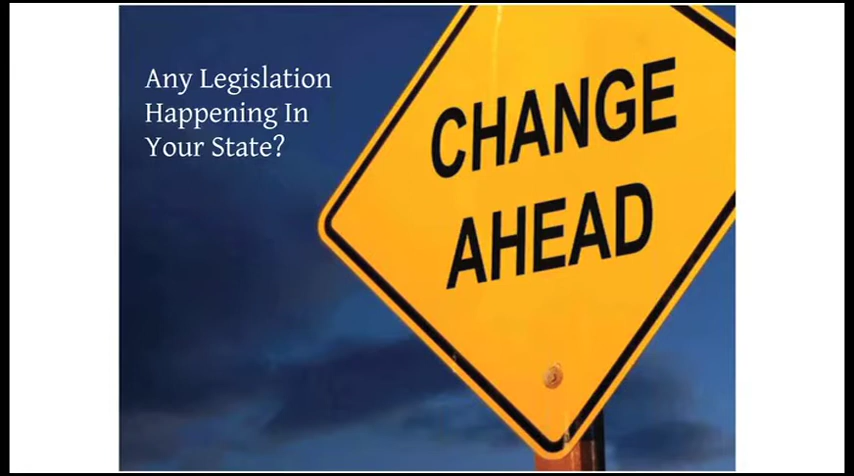 Any Legislation
Happening In
Your State?
CHANGE
AHEAD